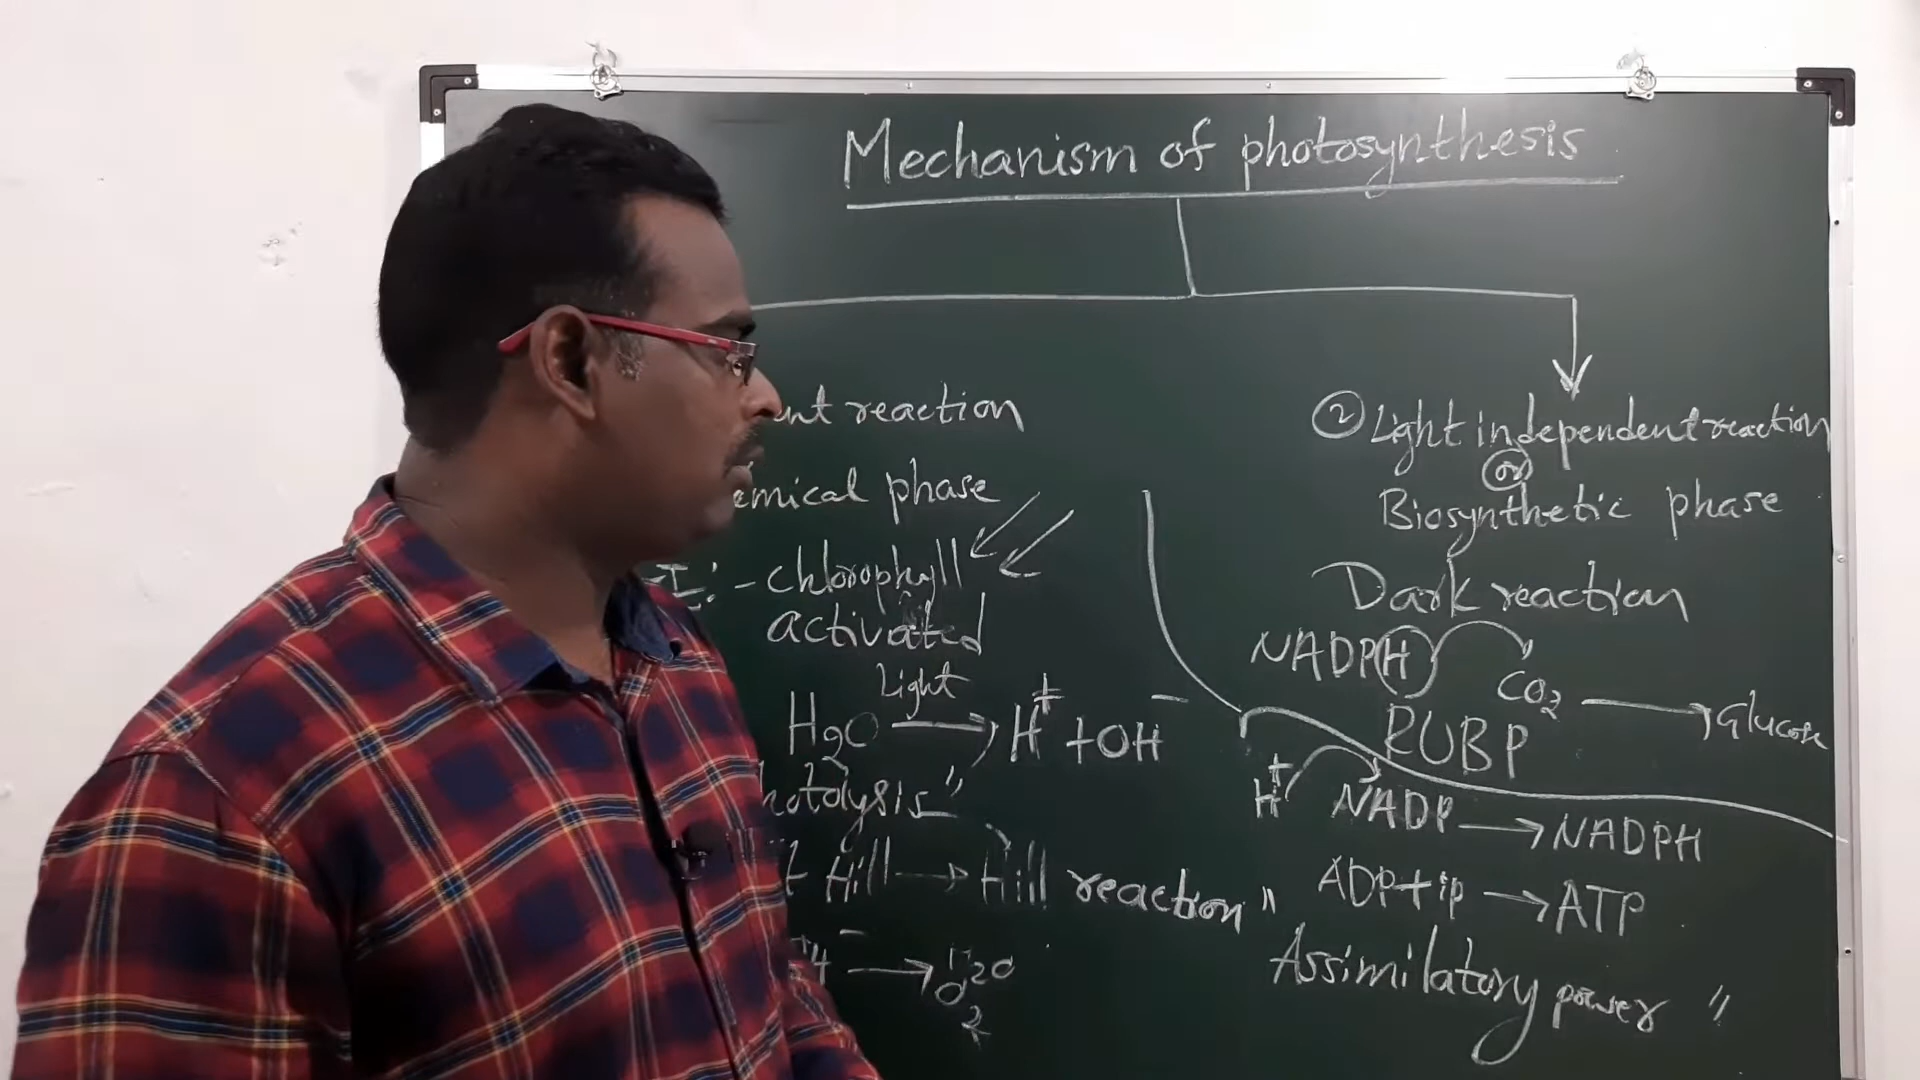 Mechanism of photosynthesis
ent reaction
emical phase
I: - chlorophyll
activated
Light
H2O → H+ + OH-
hotolysis"
t Hill → Hill reaction"
→ H2O
O2
② Light independent reaction
or
Biosynthetic phase
Dark reaction
NADPH
CO2 → Glucose
RUBP
H+ NADP → NADPH
ADP+ip → ATP
Assimilatory power "